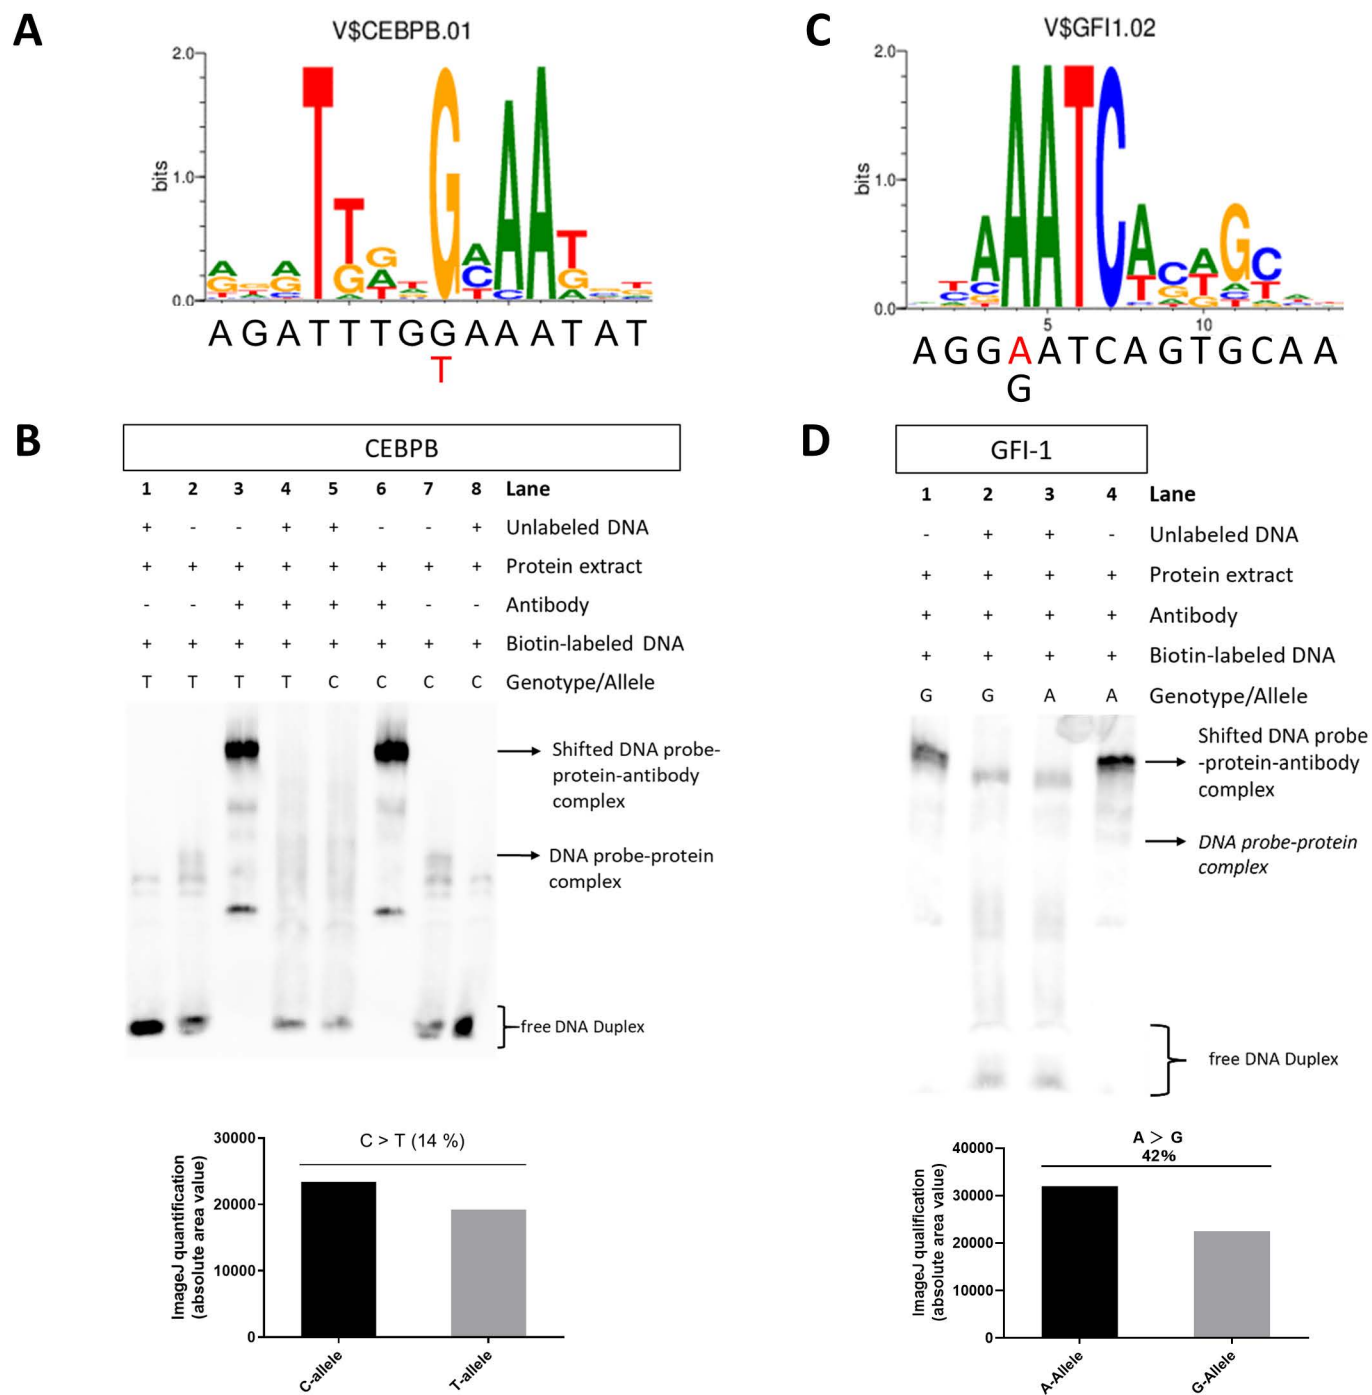 A
V$CEBPB.01
2.0
bits
1.0
0.0
A G A T T T G G A A A T A T
T
C
V$GFI1.02
2.0
bits
1.0
0.0
5 10
A G G A A T C A G T G C A A
G
B
CEBPB
1 2 3 4 5 6 7 8 Lane
+ - - + + - - + Unlabeled DNA
+ + + + + + + + Protein extract
- - + + + + - - Antibody
+ + + + + + + + Biotin-labeled DNA
T T T T C C C C Genotype/Allele
Shifted DNA probe-
protein-antibody
complex
DNA probe-protein
complex
free DNA Duplex
30000
20000
10000
0
ImageJ quantification
(absolute area value)
C > T (14 %)
C-allele
T-allele
D
GFI-1
1 2 3 4 Lane
- + + - Unlabeled DNA
+ + + + Protein extract
+ + + + Antibody
+ + + + Biotin-labeled DNA
G G A A Genotype/Allele
Shifted DNA probe
-protein-antibody
complex
DNA probe-protein
complex
free DNA Duplex
40000
30000
20000
10000
0
ImageJ qualification
(absolute area value)
A > G
42%
A-Allele
G-Allele